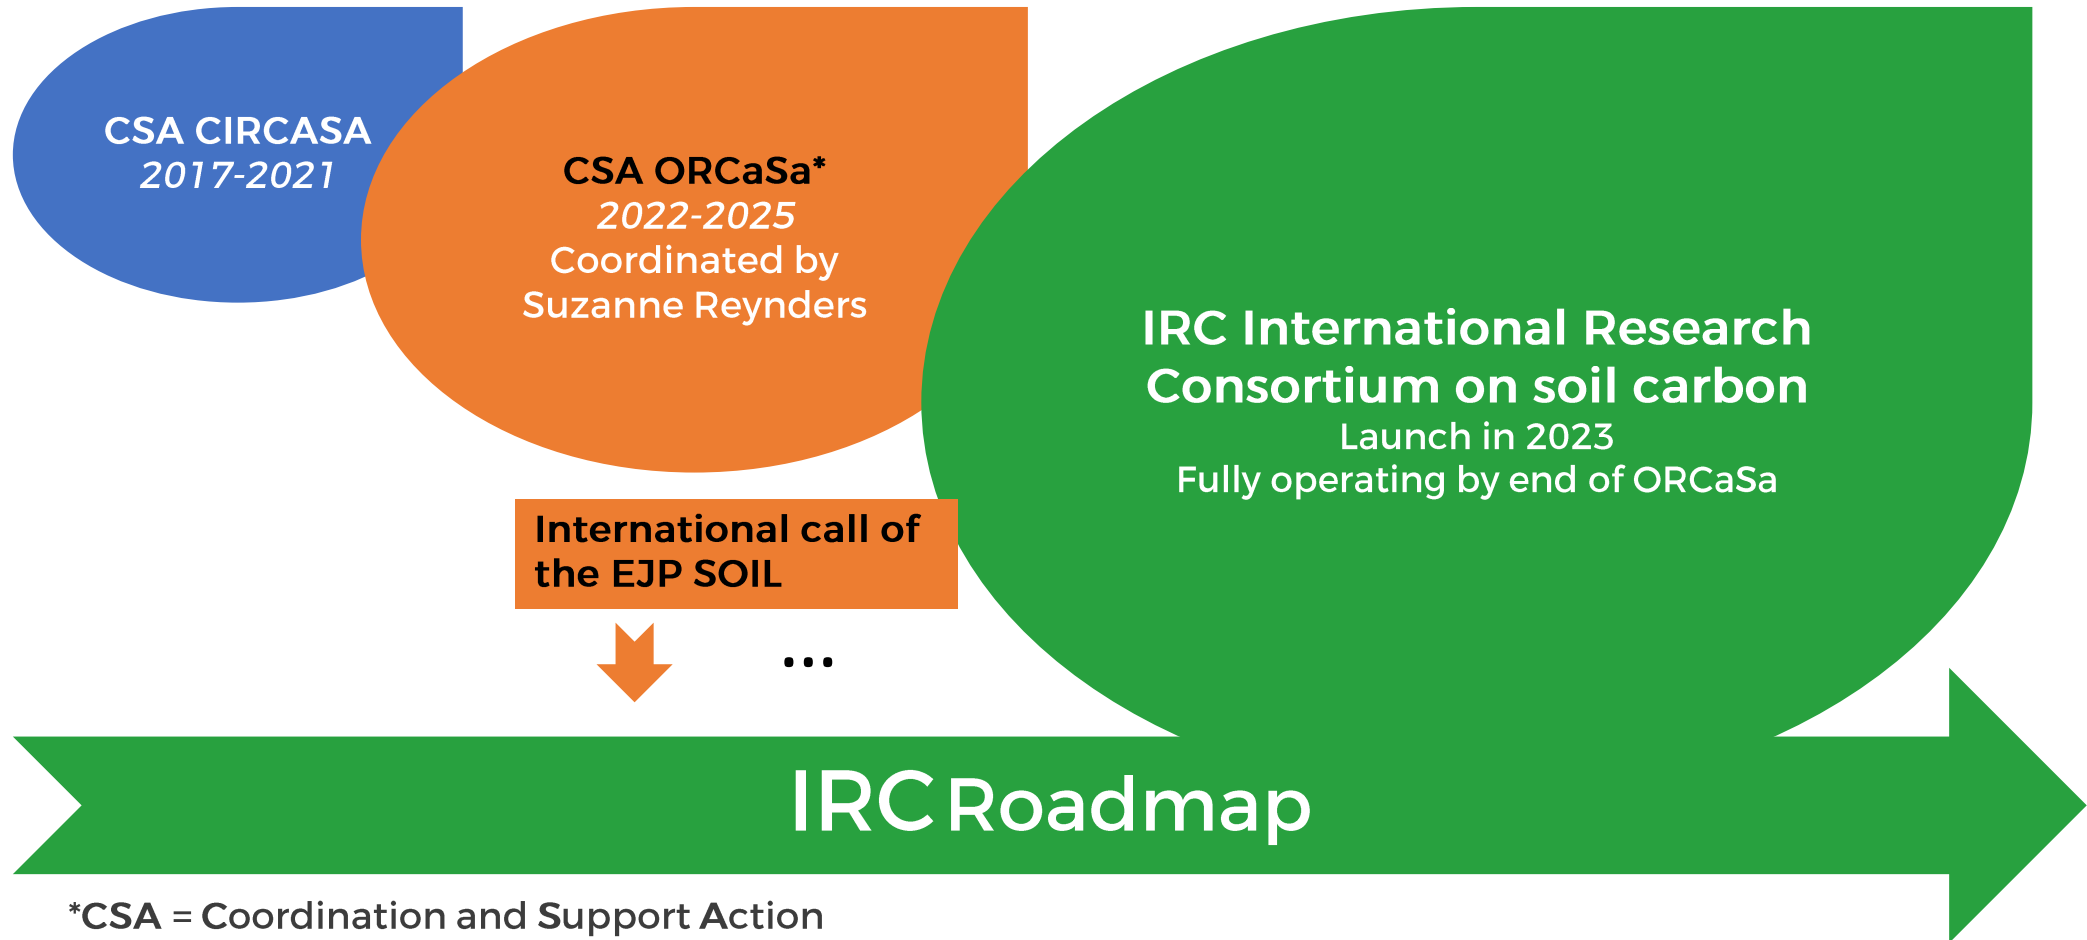 CSA CIRCASA
2017-2021
CSA ORCaSa*
2022-2025
Coordinated by
Suzanne Reynders
IRC International Research
Consortium on soil carbon
Launch in 2023
Fully operating by end of ORCaSa
International call of
the EJP SOIL
...
IRC Roadmap
*CSA = Coordination and Support Action